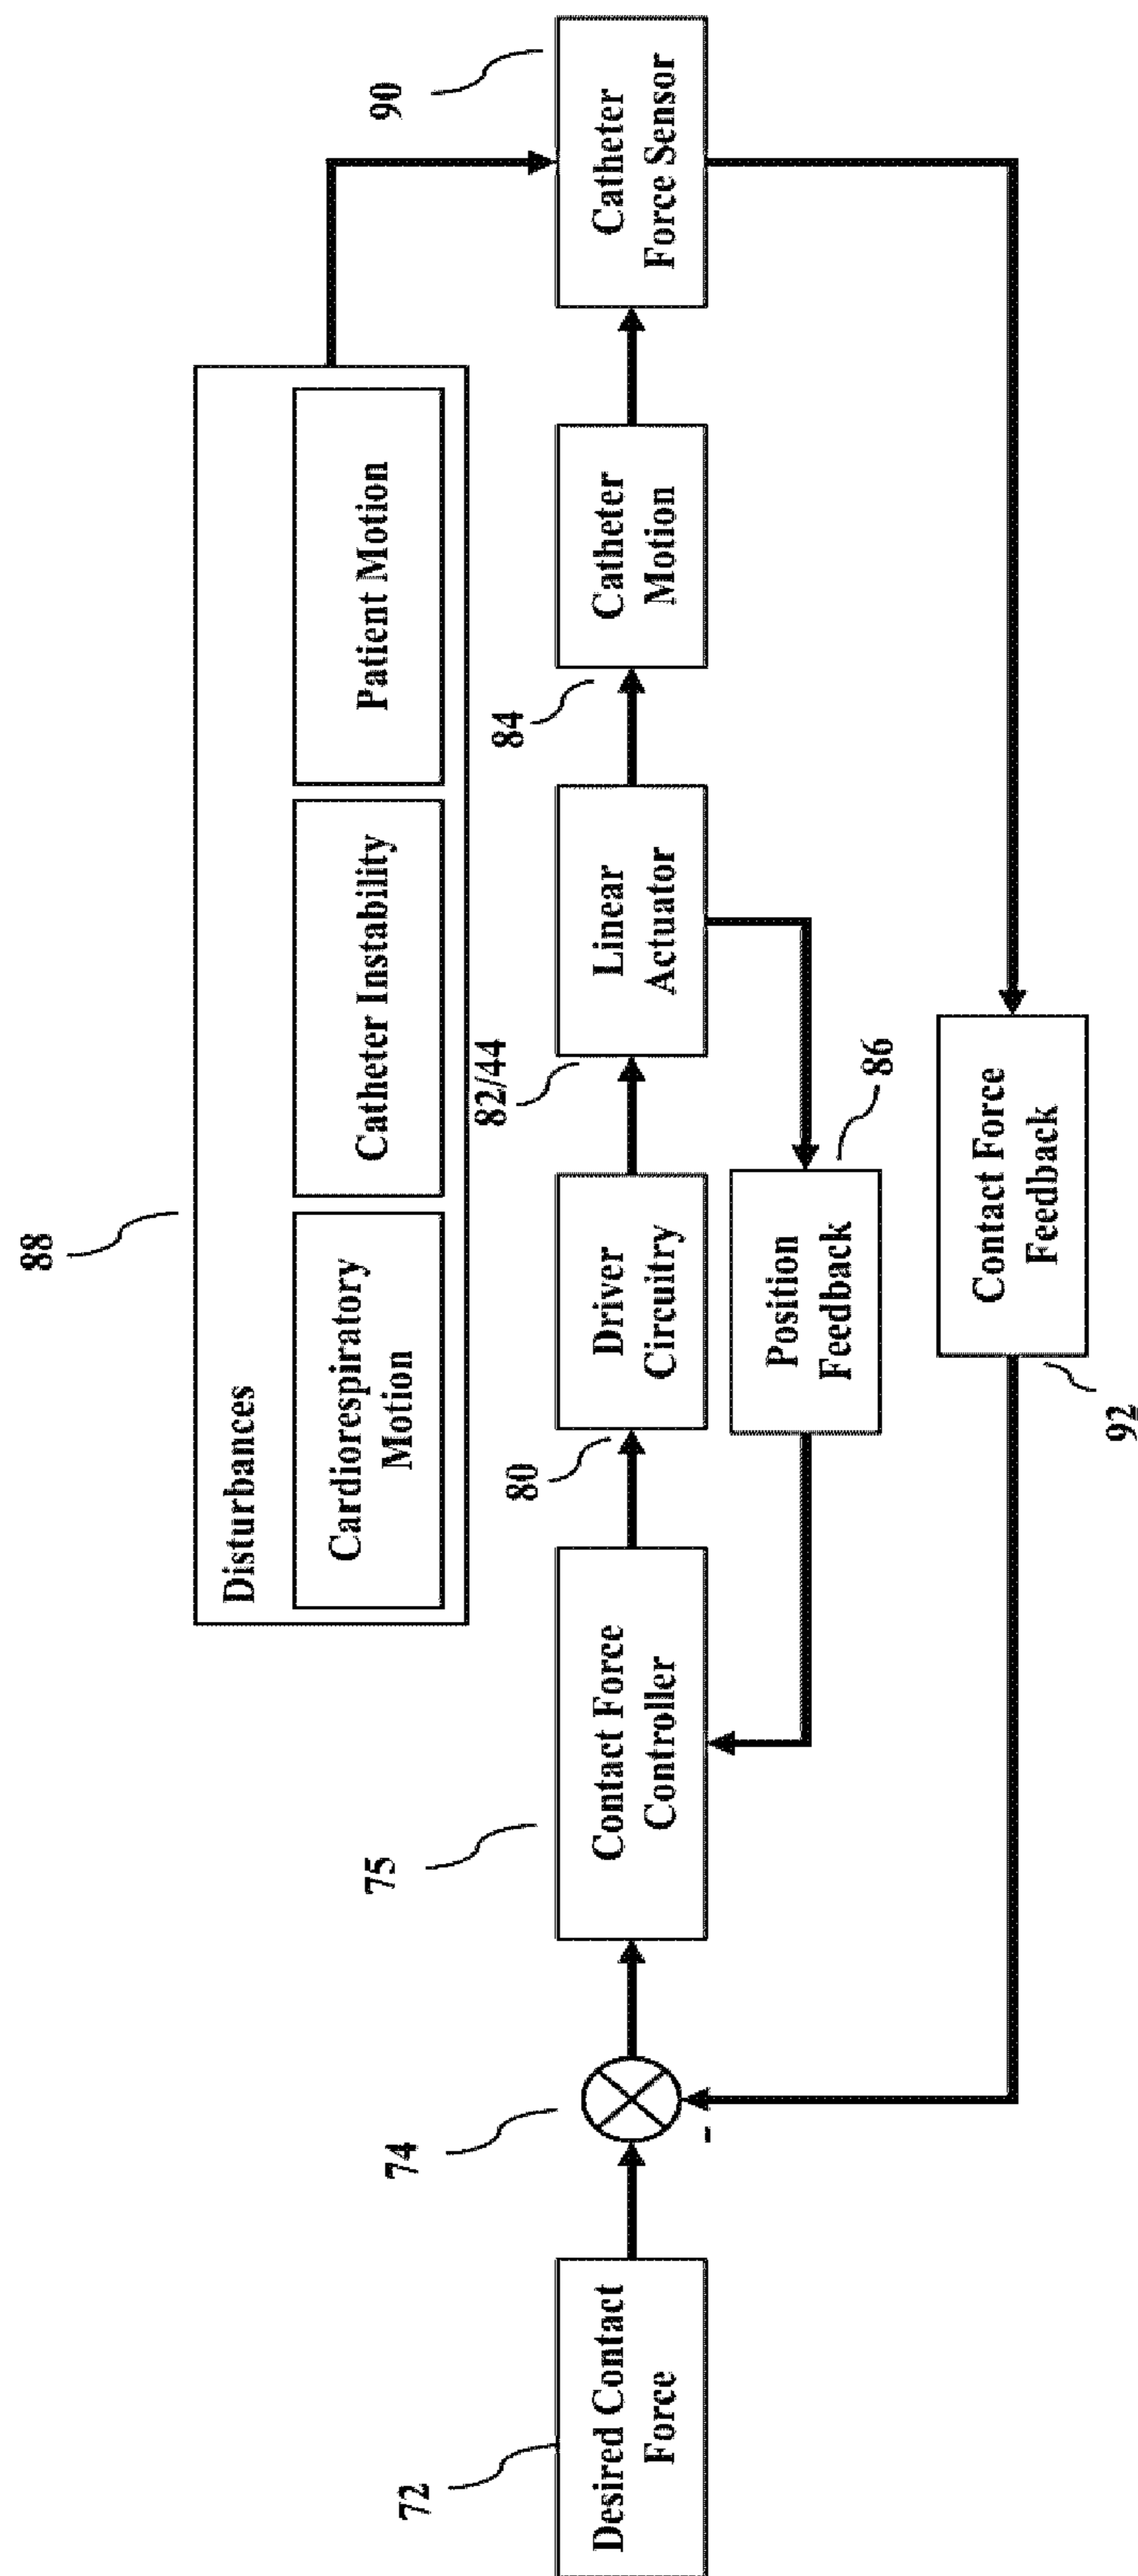 88
Disturbances
Cardiorespiratory
Motion
Catheter Instability
Patient Motion
90
72
Desired Contact
Force
74
-
75
Contact Force
Controller
80
Driver
Circuitry
82/44
Linear
Actuator
84
Catheter
Motion
Catheter
Force Sensor
86
Position
Feedback
92
Contact Force
Feedback